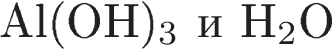 Al(OH)₃ и H₂O